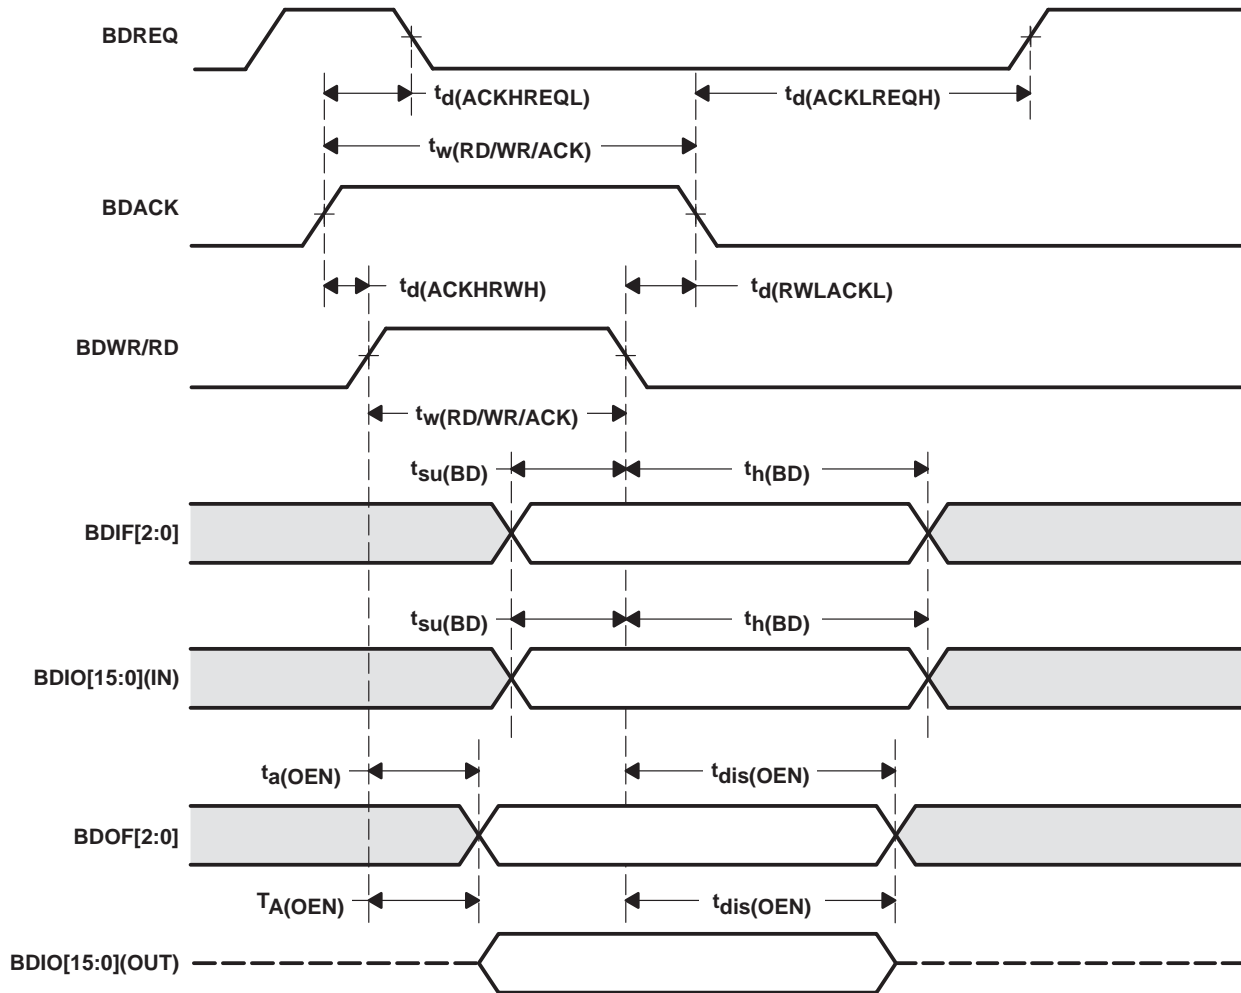 BDREQ
td(ACKHREQL)
td(ACKLREQH)
tw(RD/WR/ACK)
BDACK
td(ACKHRWH)
td(RWLACKL)
BDWR/RD
tw(RD/WR/ACK)
tsu(BD)
th(BD)
BDIF[2:0]
tsu(BD)
th(BD)
BDIO[15:0](IN)
ta(OEN)
tdis(OEN)
BDOF[2:0]
TA(OEN)
tdis(OEN)
BDIO[15:0](OUT)